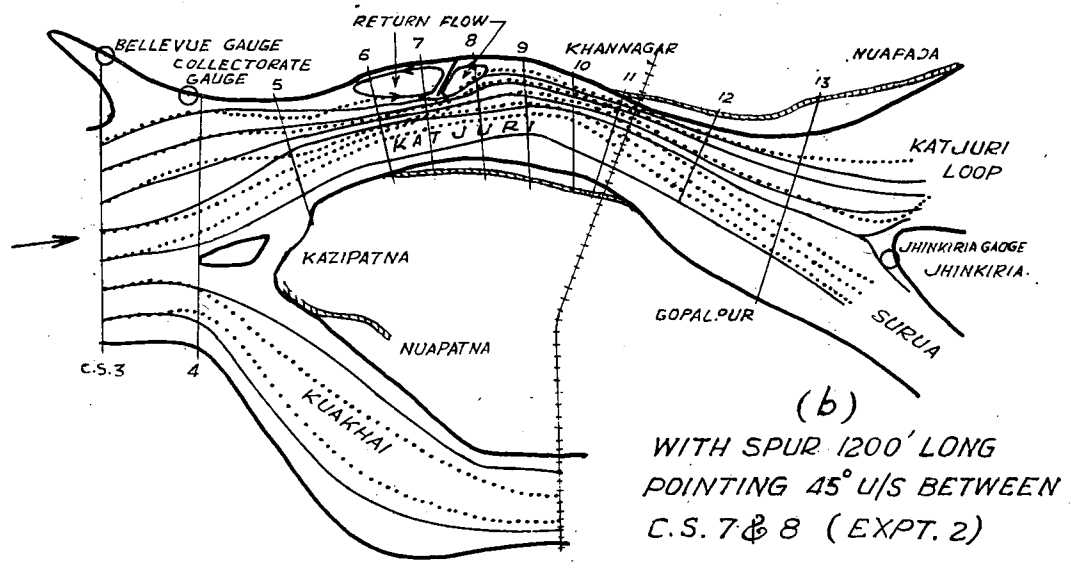 RETURN FLOW
BELLEVUE GAUGE
COLLECTORATE
GAUGE
5
6
7
8
9
KHANNAGAR
10
11
12
13
NUAPADA
KATJURI
KATJURI
LOOP
KAZIPATNA
JHINKIRIA GAUGE
JHINKIRIA.
GOPALPUR
SURUA
NUAPATNA
C.S.3
4
KUAKHAI
(b)
WITH SPUR 1200' LONG
POINTING 45° U/S BETWEEN
C.S. 7 & 8 (EXPT. 2)